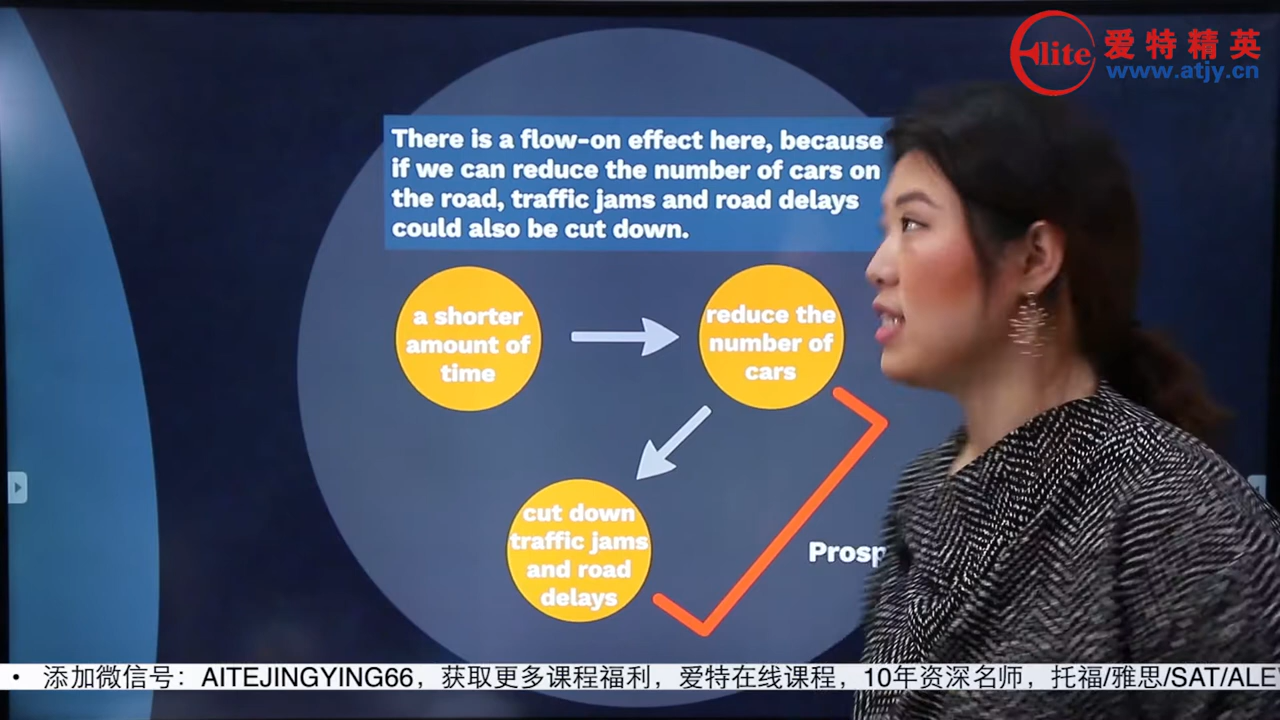 Elite 爱特精英
www.atjy.cn
There is a flow-on effect here, because
if we can reduce the number of cars on
the road, traffic jams and road delays
could also be cut down.
a shorter
amount of
time
reduce the
number of
cars
cut down
traffic jams
and road
delays
Prosp
• 添加微信号：AITEJINGYING66，获取更多课程福利，爱特在线课程，10年资深名师，托福/雅思/SAT/ALE